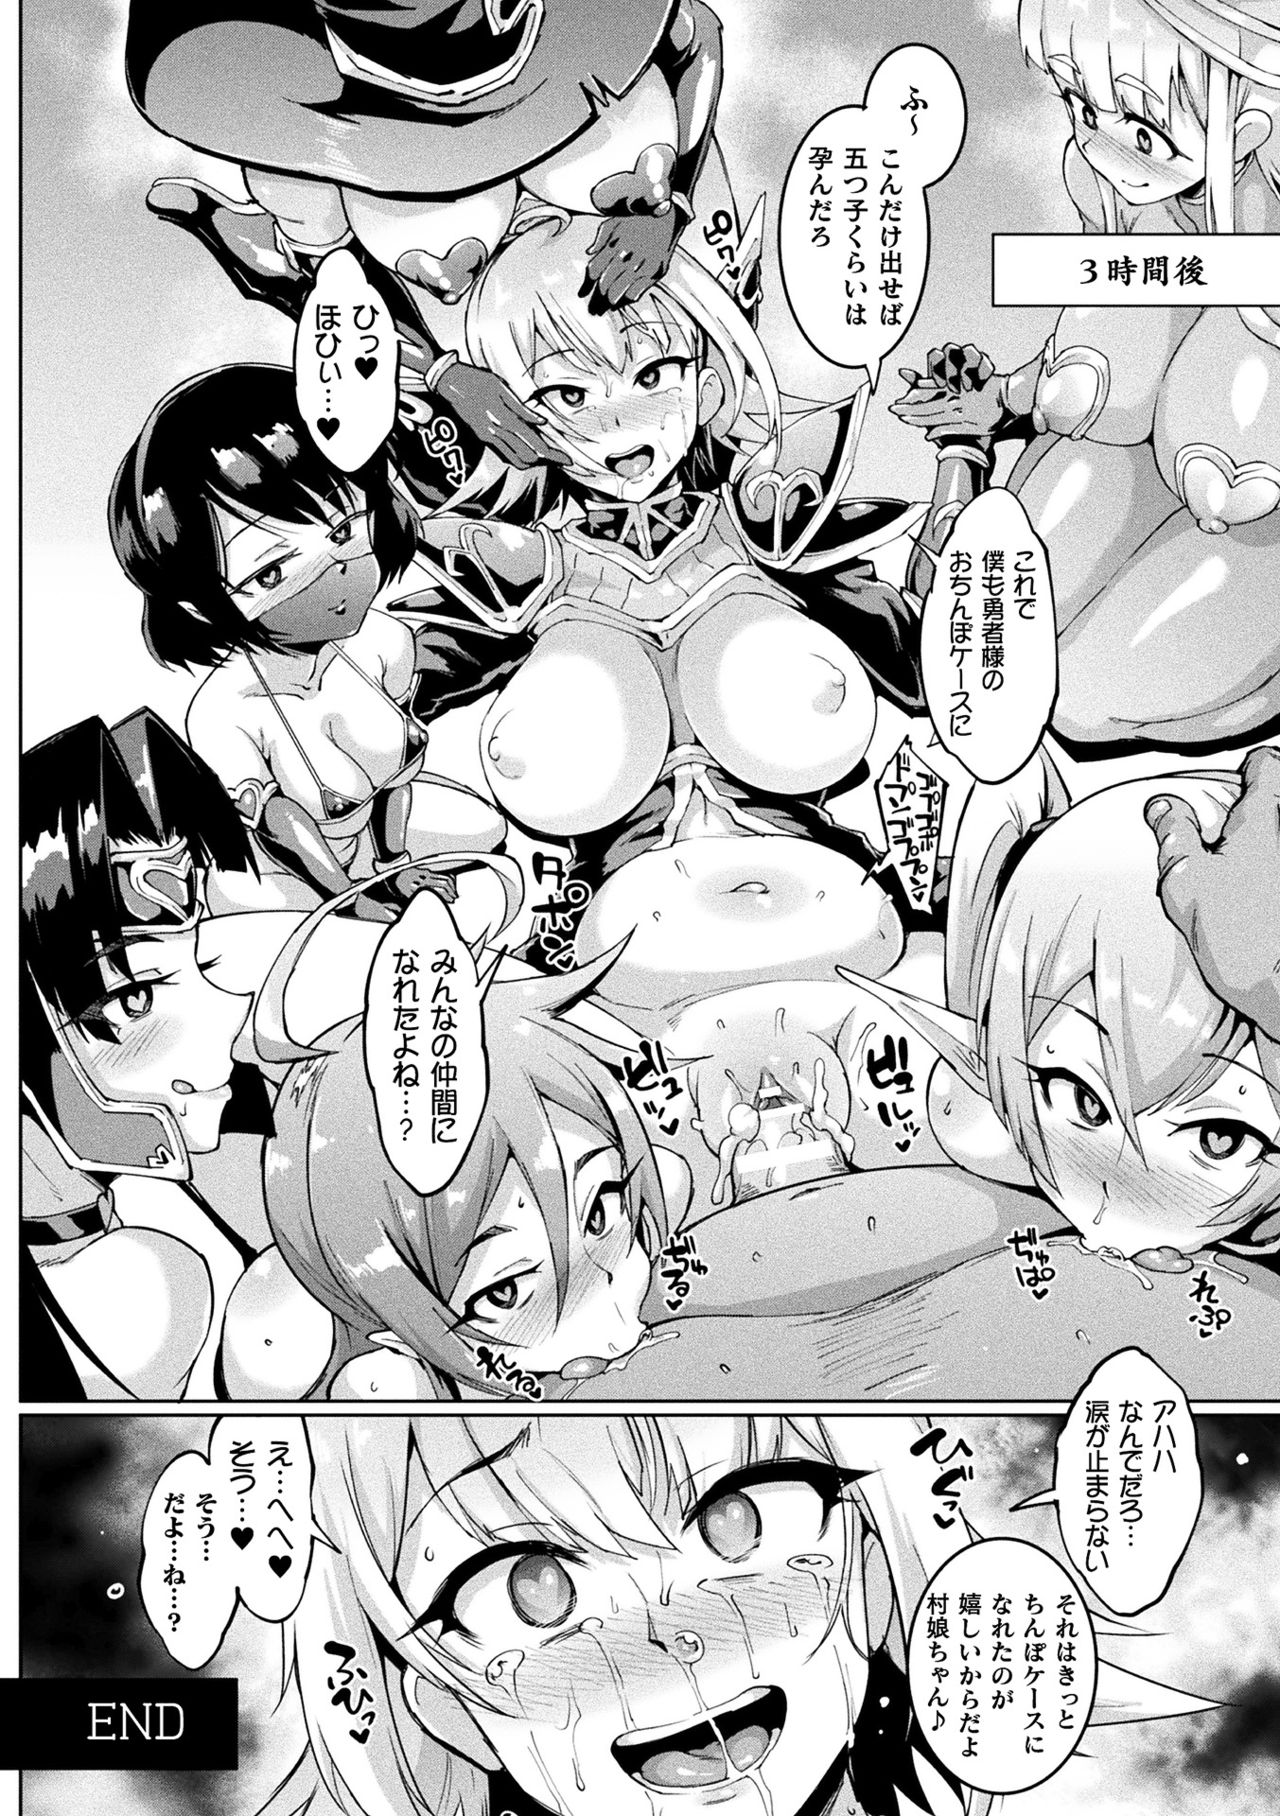 3時間後
ふ～
こんだけ出せば
五つ子くらいは
孕んだろ
ひっ♥
ほひぃ…♥
これで
僕も勇者様の
おちんぽケースに
みんなの仲間に
なれたよね…?
タポン
ドプンゴププン
ビュルルッ
ビュッ
ぢゅる
ぢゅぱ
れる
れぷ
アハハ
なんでだろ…
涙が止まらない
それはきっと
ちんぽケースに
なれたのが
嬉しいからだよ
村娘ちゃん♪
え…へへ♥
そう…♥
そう…
だよ…ね…?
ひぐっ
ふひっ
END